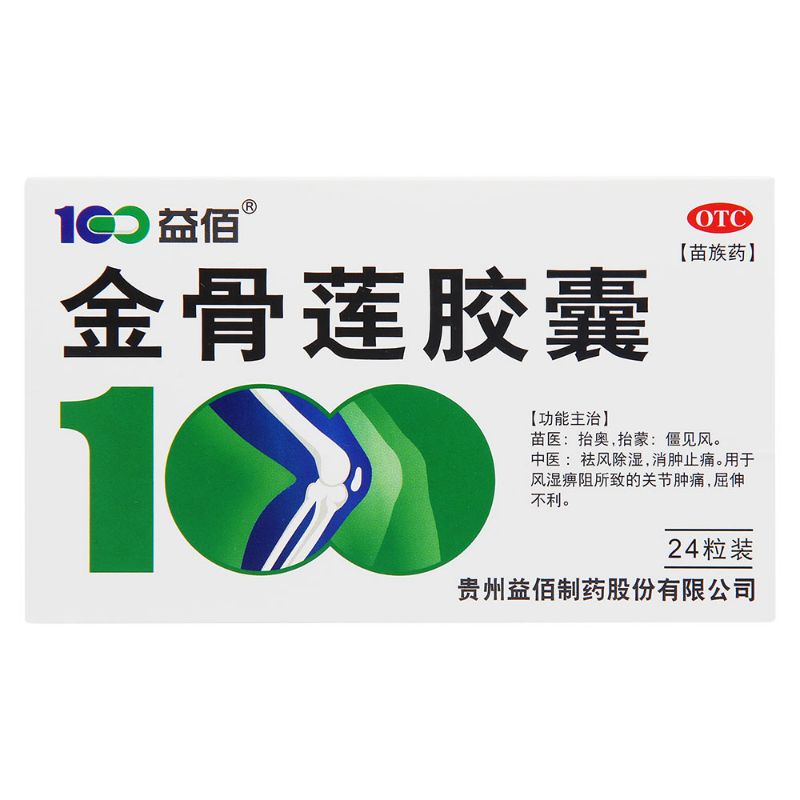 100 益佰®
OTC
【苗族药】
金骨莲胶囊
100
【功能主治】
苗医：抬奥,抬蒙：僵见风。
中医：祛风除湿,消肿止痛。用于
风湿痹阻所致的关节肿痛,屈伸
不利。
24粒装
贵州益佰制药股份有限公司